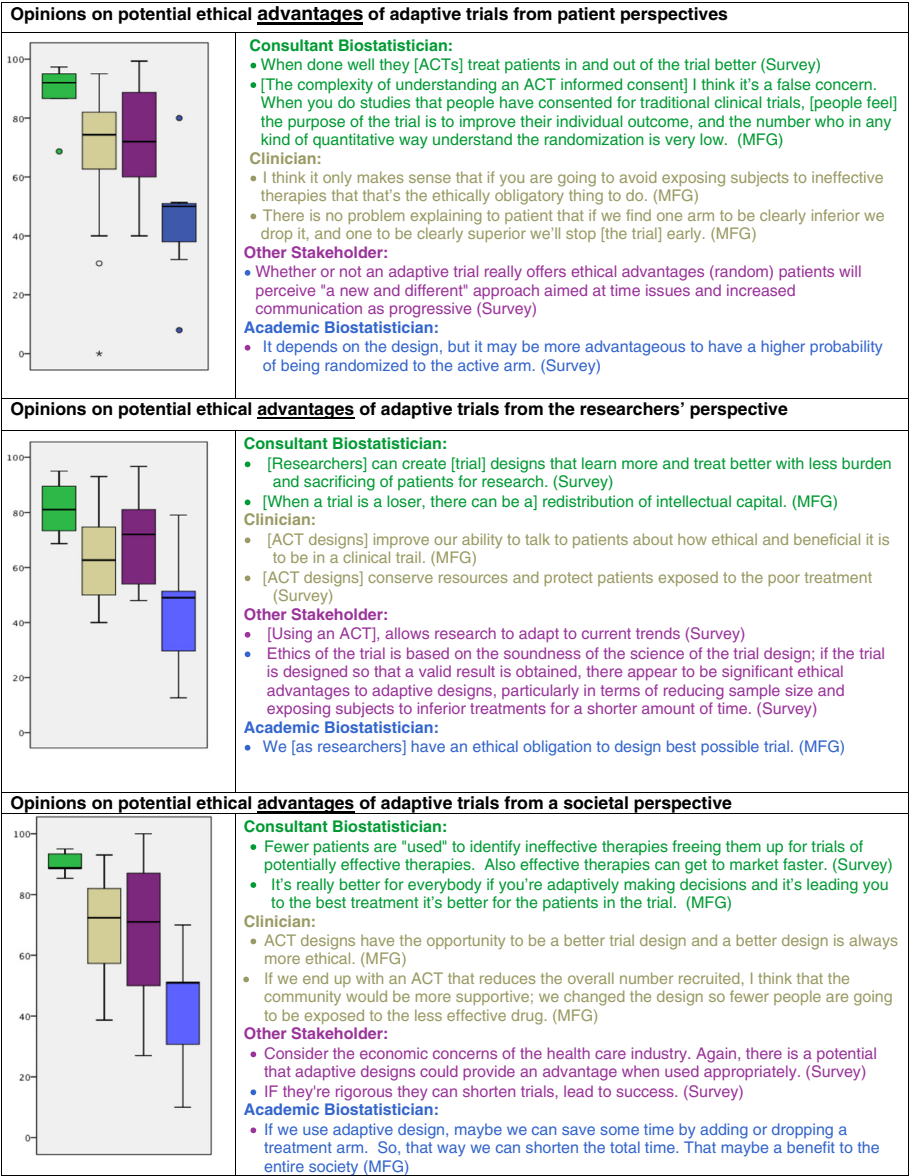 Opinions on potential ethical advantages of adaptive trials from patient perspectives
100
80
60
40
20
0
*
Consultant Biostatistician:
• When done well they [ACTs] treat patients in and out of the trial better (Survey)
• [The complexity of understanding an ACT informed consent] I think it's a false concern.
When you do studies that people have consented for traditional clinical trials, [people feel]
the purpose of the trial is to improve their individual outcome, and the number who in any
kind of quantitative way understand the randomization is very low. (MFG)
Clinician:
• I think it only makes sense that if you are going to avoid exposing subjects to ineffective
therapies that that's the ethically obligatory thing to do. (MFG)
• There is no problem explaining to patient that if we find one arm to be clearly inferior we
drop it, and one to be clearly superior we'll stop [the trial] early. (MFG)
Other Stakeholder:
• Whether or not an adaptive trial really offers ethical advantages (random) patients will
perceive "a new and different" approach aimed at time issues and increased
communication as progressive (Survey)
Academic Biostatistician:
• It depends on the design, but it may be more advantageous to have a higher probability
of being randomized to the active arm. (Survey)
Opinions on potential ethical advantages of adaptive trials from the researchers' perspective
100
80
60
40
20
0
Consultant Biostatistician:
• [Researchers] can create [trial] designs that learn more and treat better with less burden
and sacrificing of patients for research. (Survey)
• [When a trial is a loser, there can be a] redistribution of intellectual capital. (MFG)
Clinician:
• [ACT designs] improve our ability to talk to patients about how ethical and beneficial it is
to be in a clinical trail. (MFG)
• [ACT designs] conserve resources and protect patients exposed to the poor treatment
(Survey)
Other Stakeholder:
• [Using an ACT], allows research to adapt to current trends (Survey)
• Ethics of the trial is based on the soundness of the science of the trial design; if the trial
is designed so that a valid result is obtained, there appear to be significant ethical
advantages to adaptive designs, particularly in terms of reducing sample size and
exposing subjects to inferior treatments for a shorter amount of time. (Survey)
Academic Biostatistician:
• We [as researchers] have an ethical obligation to design best possible trial. (MFG)
Opinions on potential ethical advantages of adaptive trials from a societal perspective
100
80
60
40
20
0
Consultant Biostatistician:
• Fewer patients are "used" to identify ineffective therapies freeing them up for trials of
potentially effective therapies. Also effective therapies can get to market faster. (Survey)
• It's really better for everybody if you're adaptively making decisions and it's leading you
to the best treatment it's better for the patients in the trial. (MFG)
Clinician:
• ACT designs have the opportunity to be a better trial design and a better design is always
more ethical. (MFG)
• If we end up with an ACT that reduces the overall number recruited, I think that the
community would be more supportive; we changed the design so fewer people are going
to be exposed to the less effective drug. (MFG)
Other Stakeholder:
• Consider the economic concerns of the health care industry. Again, there is a potential
that adaptive designs could provide an advantage when used appropriately. (Survey)
• IF they're rigorous they can shorten trials, lead to success. (Survey)
Academic Biostatistician:
• If we use adaptive design, maybe we can save some time by adding or dropping a
treatment arm. So, that way we can shorten the total time. That maybe a benefit to the
entire society (MFG)